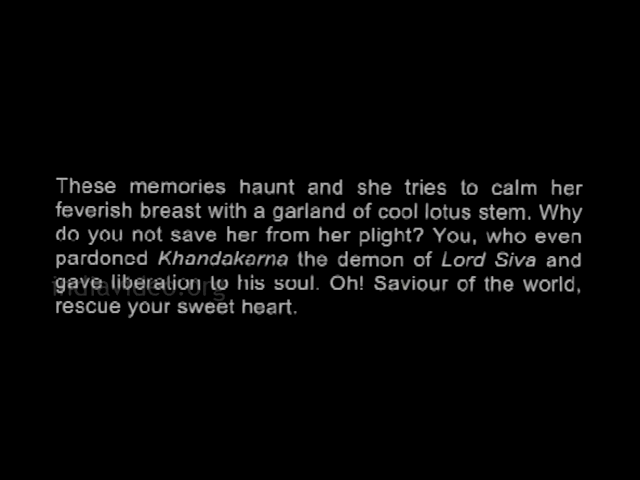 These memories haunt and she tries to calm her
feverish breast with a garland of cool lotus stem. Why
do you not save her from her plight? You, who even
pardoned Khandakarna the demon of Lord Siva and
gave liberation to his soul. Oh! Saviour of the world,
indiavideo.org
rescue your sweet heart.